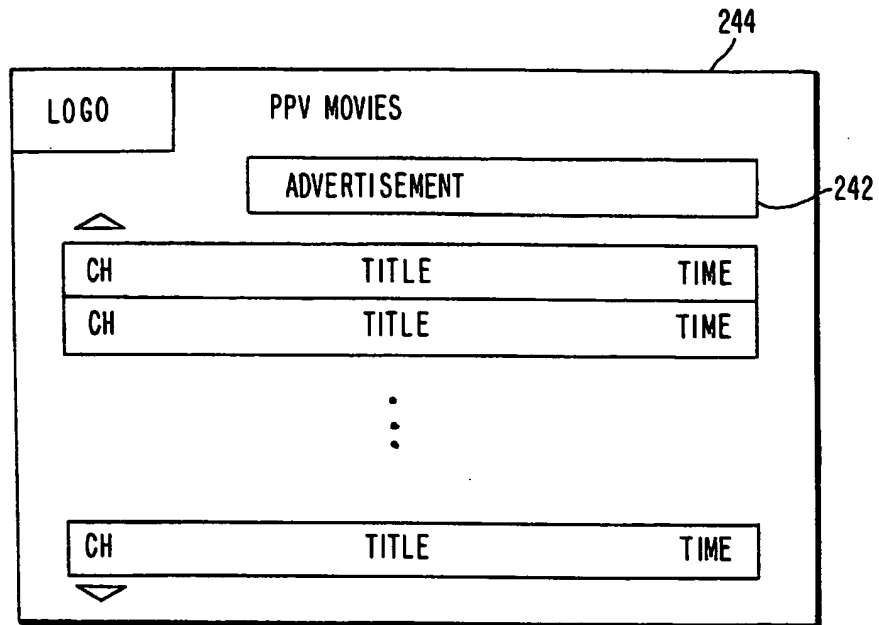 244
LOGO
PPV MOVIES
ADVERTISEMENT
242
CH TITLE TIME
CH TITLE TIME
CH TITLE TIME